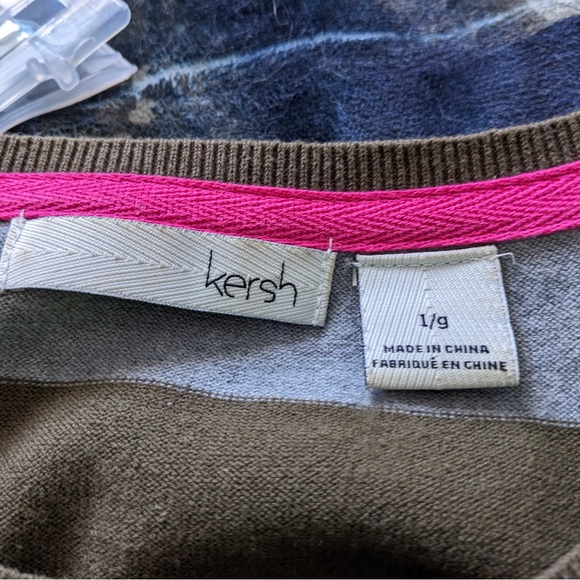 kersh
l/g
MADE IN CHINA
FABRIQUÉ EN CHINE